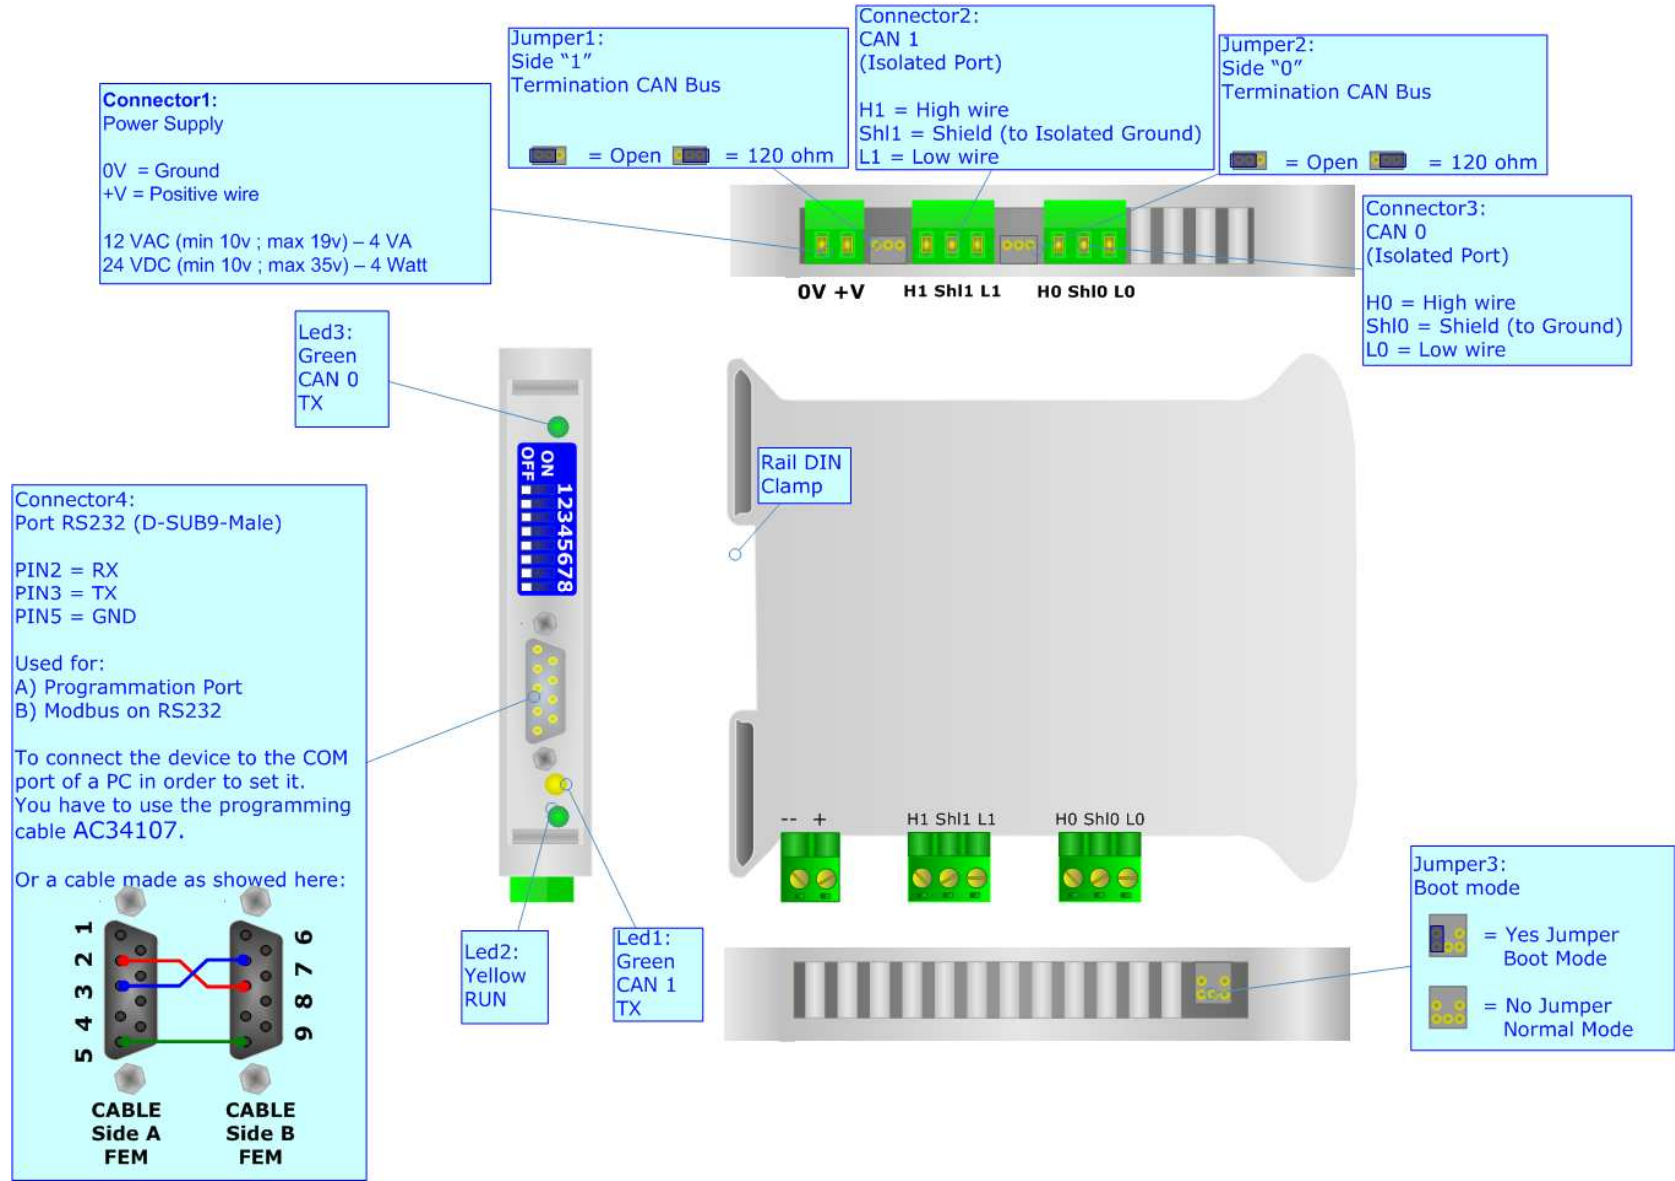 Connector1:
Power Supply
0V = Ground
+V = Positive wire
12 VAC (min 10v ; max 19v) – 4 VA
24 VDC (min 10v ; max 35v) – 4 Watt
Jumper1:
Side “1”
Termination CAN Bus
= Open = 120 ohm
Connector2:
CAN 1
(Isolated Port)
H1 = High wire
Shl1 = Shield (to Isolated Ground)
L1 = Low wire
Jumper2:
Side “0”
Termination CAN Bus
= Open = 120 ohm
Connector3:
CAN 0
(Isolated Port)
H0 = High wire
Shl0 = Shield (to Ground)
L0 = Low wire
0V +V H1 Shl1 L1 H0 Shl0 L0
Led3:
Green
CAN 0
TX
ON
OFF
12345678
Rail DIN
Clamp
Connector4:
Port RS232 (D-SUB9-Male)
PIN2 = RX
PIN3 = TX
PIN5 = GND
Used for:
A) Programmation Port
B) Modbus on RS232
To connect the device to the COM
port of a PC in order to set it.
You have to use the programming
cable AC34107.
Or a cable made as showed here:
1
2
3
4
5
6
7
8
9
CABLE
Side A
FEM
CABLE
Side B
FEM
-- + H1 Shl1 L1 H0 Shl0 L0
Led2:
Yellow
RUN
Led1:
Green
CAN 1
TX
Jumper3:
Boot mode
= Yes Jumper
Boot Mode
= No Jumper
Normal Mode